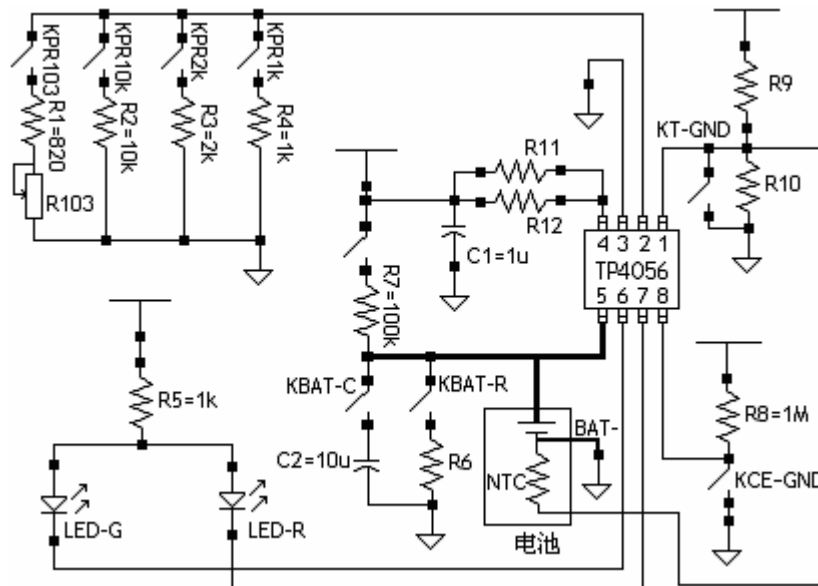 KPR103
KPR10k
KPR2k
KPR1k
R1=820
R2=10k
R3=2k
R4=1k
R103
R9
KT-GND
R10
R11
R12
C1=1u
4 3 2 1
TP4056
5 6 7 8
R7=100k
R5=1k
KBAT-C
KBAT-R
BAT-
R8=1M
C2=10u
R6
NTC
KCE-GND
LED-G
LED-R
电池